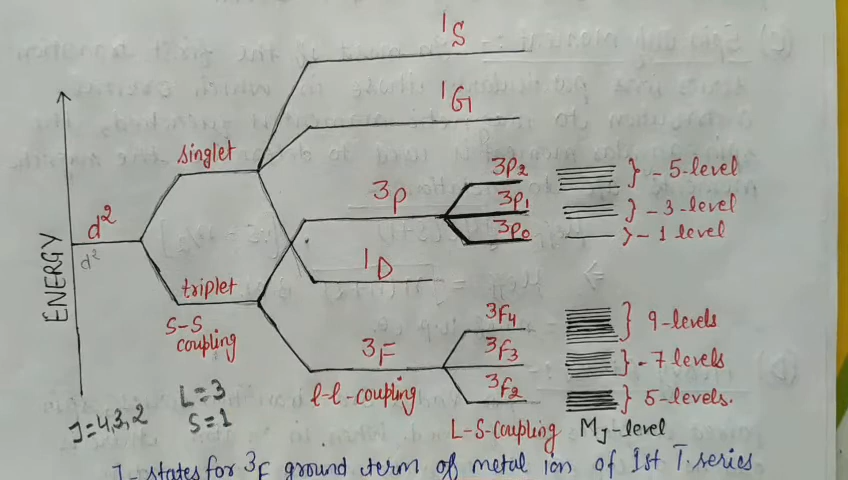 ¹S
¹G
singlet
³P
³P₂
- 5-level
³P₁
- 3-level
³P₀
- 1 level
d²
d²
ENERGY
¹D
triplet
S-S
coupling
³F
³F₄
9-levels
³F₃
- 7-levels
³F₂
5-levels.
l-l-coupling
L-S-coupling
MJ-level
L=3
S=1
J=4,3,2
J-states for ³F ground term of metal ion of 1st T.series